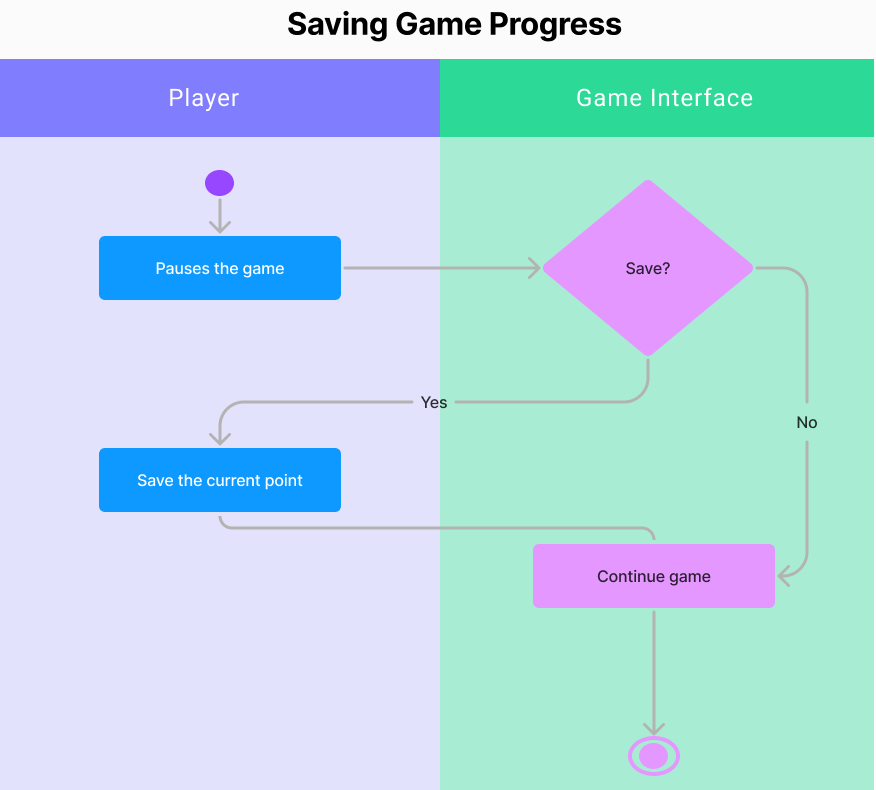 Saving Game Progress
Player
Game Interface
Pauses the game
Save?
Yes
No
Save the current point
Continue game